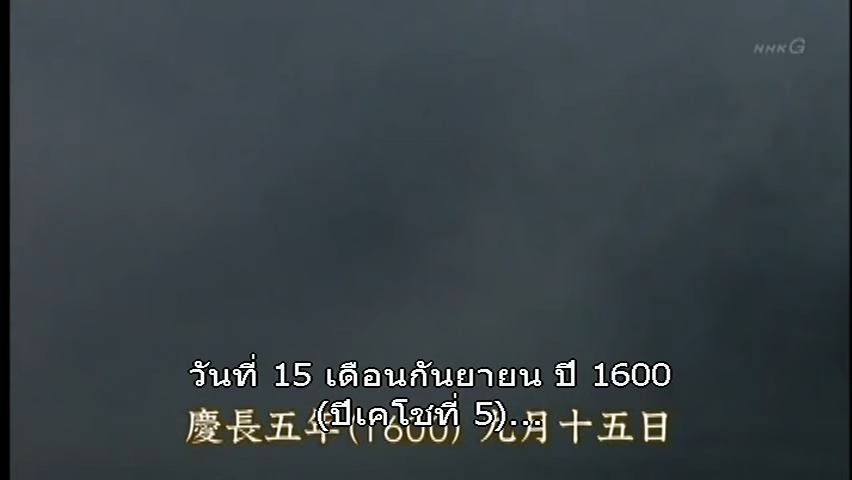 NHK G
วันที่ 15 เดือนกันยายน ปี 1600
(ปีเคโชที่ 5)...
慶長五年(1600) 九月十五日